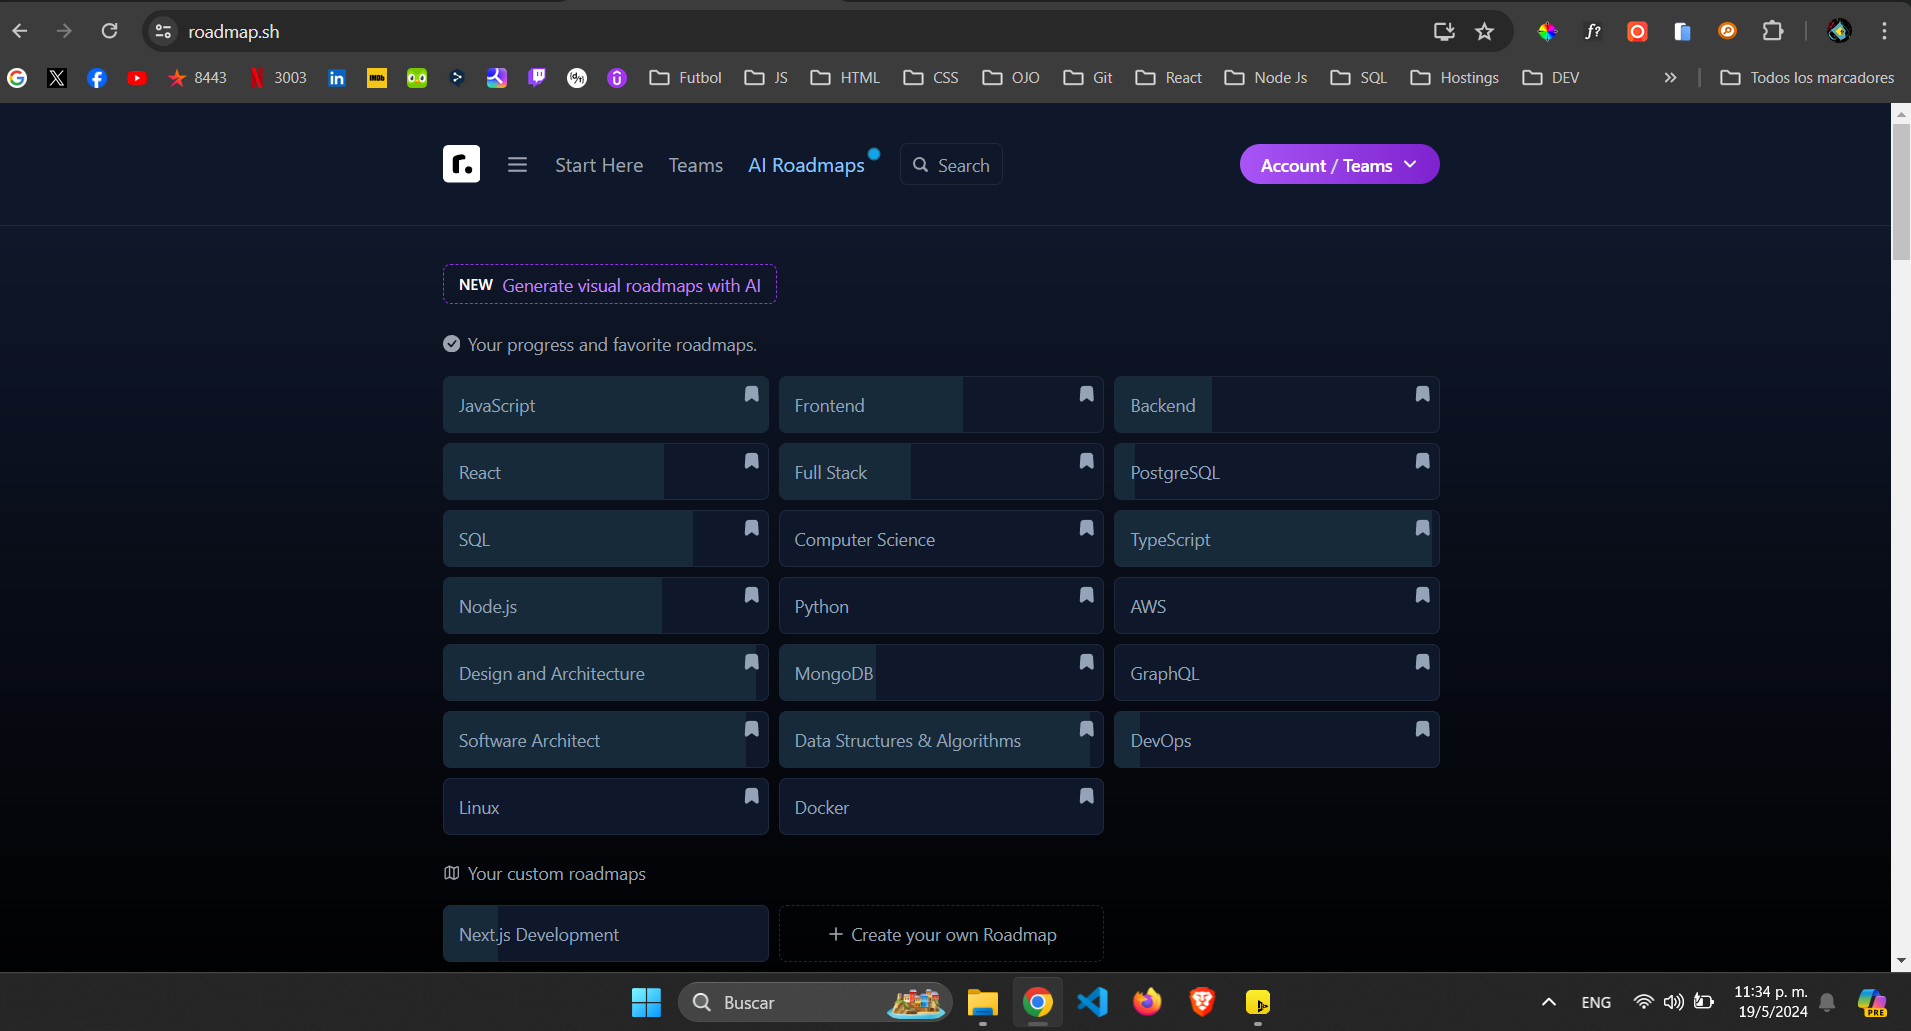 roadmap.sh
f?
8443 3003 in IMDb Futbol JS HTML CSS OJO Git React Node Js SQL Hostings DEV » Todos los marcadores
r. Start Here Teams AI Roadmaps Search Account / Teams
NEW Generate visual roadmaps with AI
Your progress and favorite roadmaps.
JavaScript Frontend Backend
React Full Stack PostgreSQL
SQL Computer Science TypeScript
Node.js Python AWS
Design and Architecture MongoDB GraphQL
Software Architect Data Structures & Algorithms DevOps
Linux Docker
Your custom roadmaps
Next.js Development + Create your own Roadmap
Buscar ENG 11:34 p. m.
19/5/2024
PRE